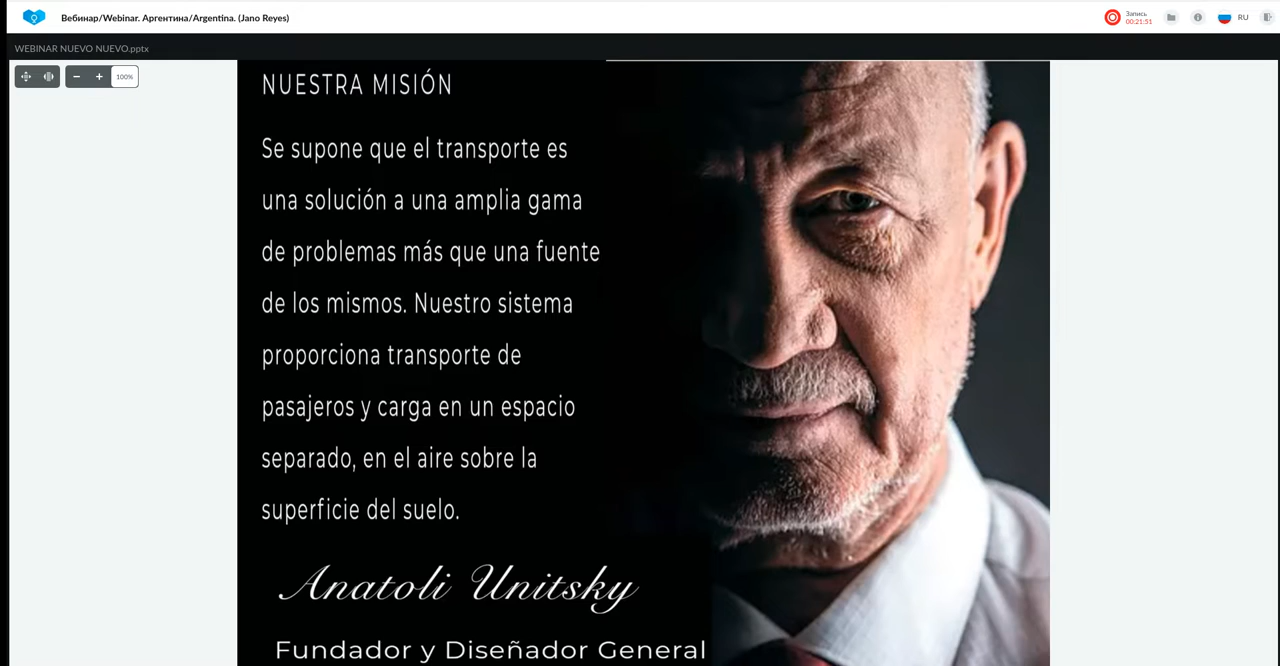 Вебинар/Webinar. Аргентина/Argentina. (Jano Reyes)
Запись
00:21:51
RU
WEBINAR NUEVO NUEVO.pptx
100%
NUESTRA MISIÓN
Se supone que el transporte es
una solución a una amplia gama
de problemas más que una fuente
de los mismos. Nuestro sistema
proporciona transporte de
pasajeros y carga en un espacio
separado, en el aire sobre la
superficie del suelo.
Anatoli Unitsky
Fundador y Diseñador General